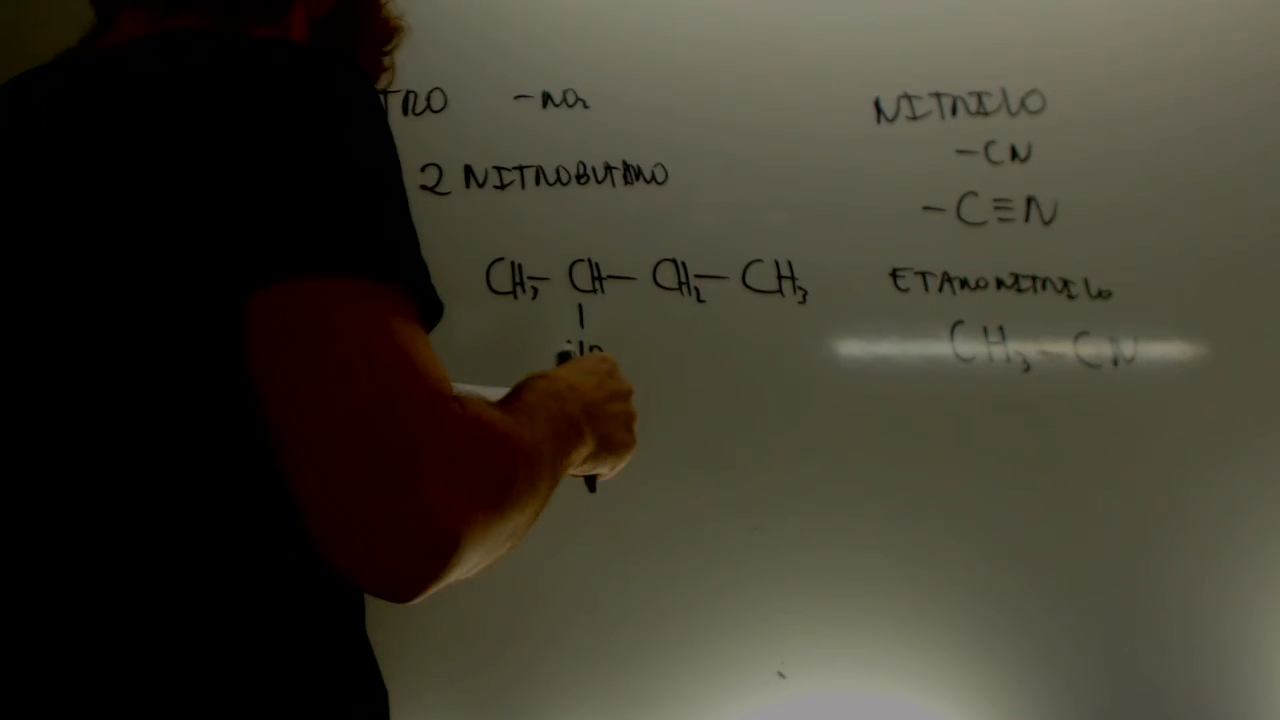 TRO -NO₂
2 NITROBUTANO
CH₃-CH-CH₂-CH₃
|
NITRILO
-CN
-C≡N
ETANONITRILO
CH₃-CN